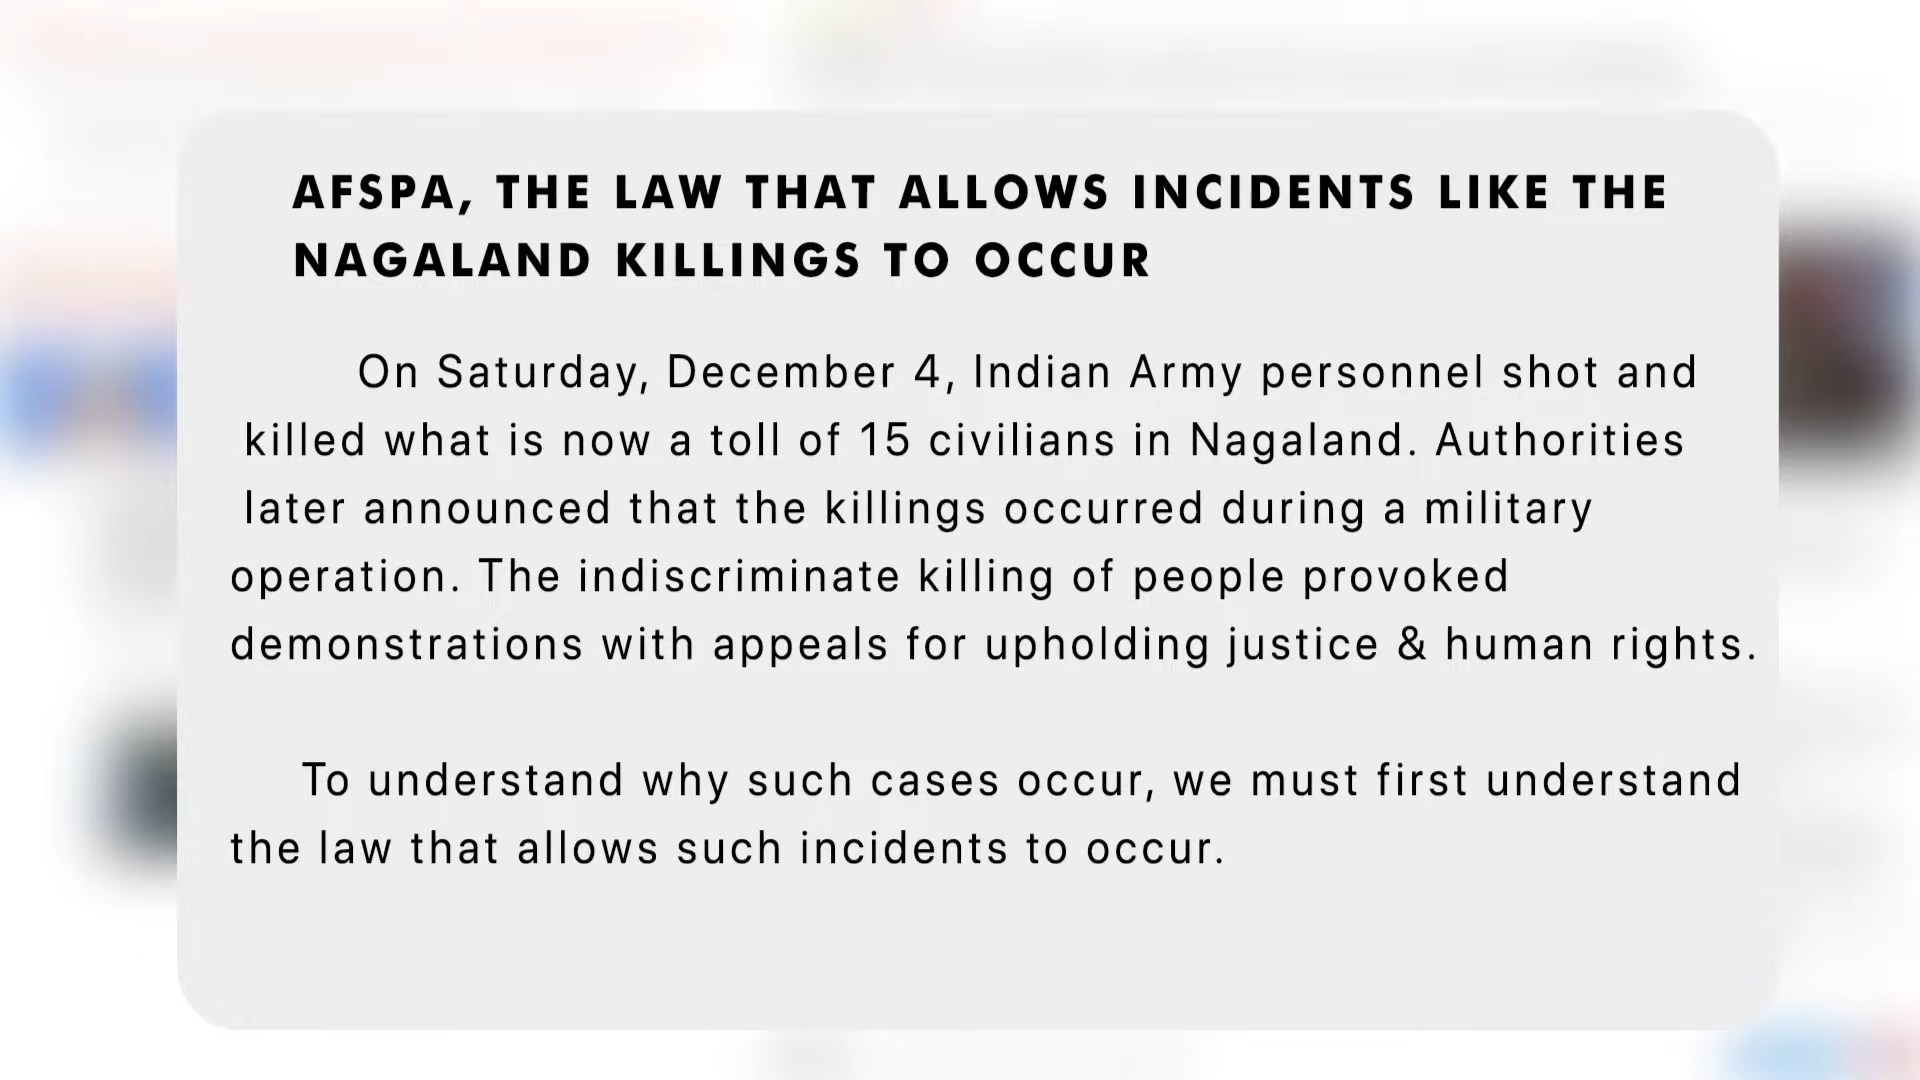 AFSPA, THE LAW THAT ALLOWS INCIDENTS LIKE THE
NAGALAND KILLINGS TO OCCUR
On Saturday, December 4, Indian Army personnel shot and
killed what is now a toll of 15 civilians in Nagaland. Authorities
later announced that the killings occurred during a military
operation. The indiscriminate killing of people provoked
demonstrations with appeals for upholding justice & human rights.
To understand why such cases occur, we must first understand
the law that allows such incidents to occur.